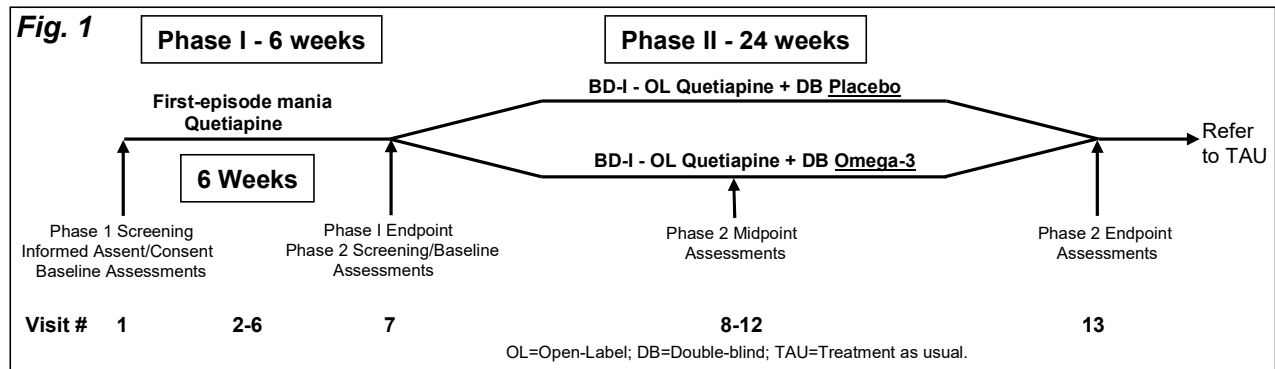 Fig. 1
Phase I - 6 weeks
Phase II - 24 weeks
First-episode mania
Quetiapine
6 Weeks
BD-I - OL Quetiapine + DB Placebo
BD-I - OL Quetiapine + DB Omega-3
Refer
to TAU
Phase 1 Screening
Informed Assent/Consent
Baseline Assessments
Phase I Endpoint
Phase 2 Screening/Baseline
Assessments
Phase 2 Midpoint
Assessments
Phase 2 Endpoint
Assessments
Visit # 1 2-6 7 8-12 13
OL=Open-Label; DB=Double-blind; TAU=Treatment as usual.